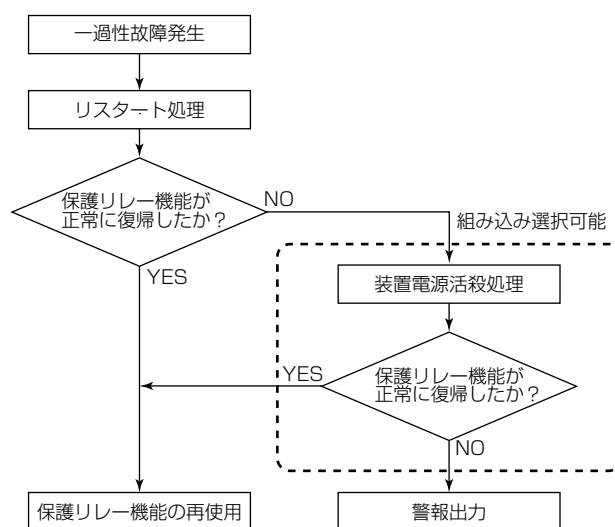 一過性故障発生
リスタート処理
保護リレー機能が
正常に復帰したか？
NO
YES
組み込み選択可能
装置電源活殺処理
保護リレー機能が
正常に復帰したか？
YES
NO
保護リレー機能の再使用
警報出力